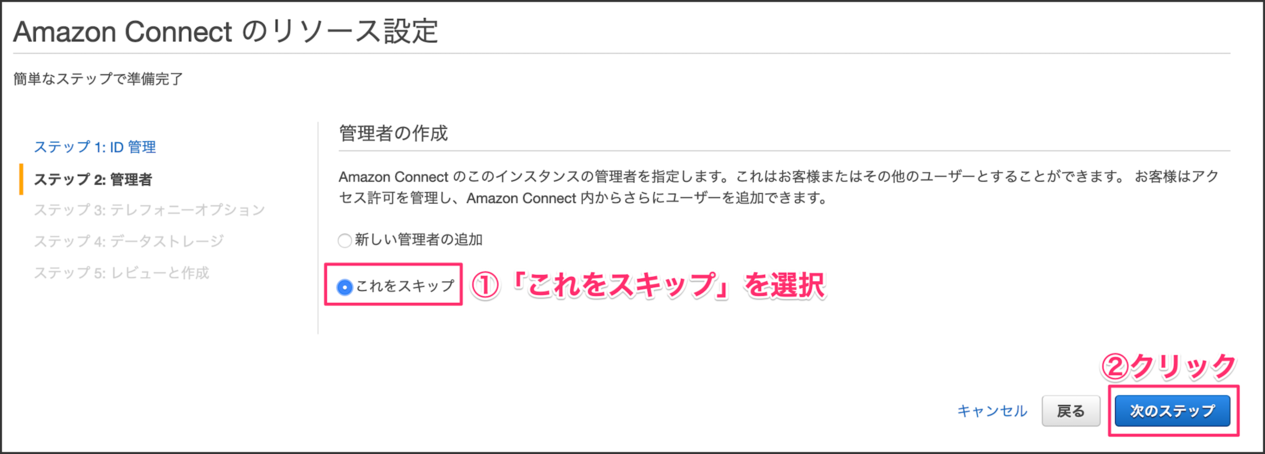 Amazon Connect のリソース設定
簡単なステップで準備完了
ステップ 1: ID 管理
ステップ 2: 管理者
ステップ 3: テレフォニーオプション
ステップ 4: データストレージ
ステップ 5: レビューと作成
管理者の作成
Amazon Connect のこのインスタンスの管理者を指定します。これはお客様またはその他のユーザーとすることができます。 お客様はアク
セス許可を管理し、Amazon Connect 内からさらにユーザーを追加できます。
新しい管理者の追加
これをスキップ ①「これをスキップ」を選択
②クリック
キャンセル 戻る 次のステップ